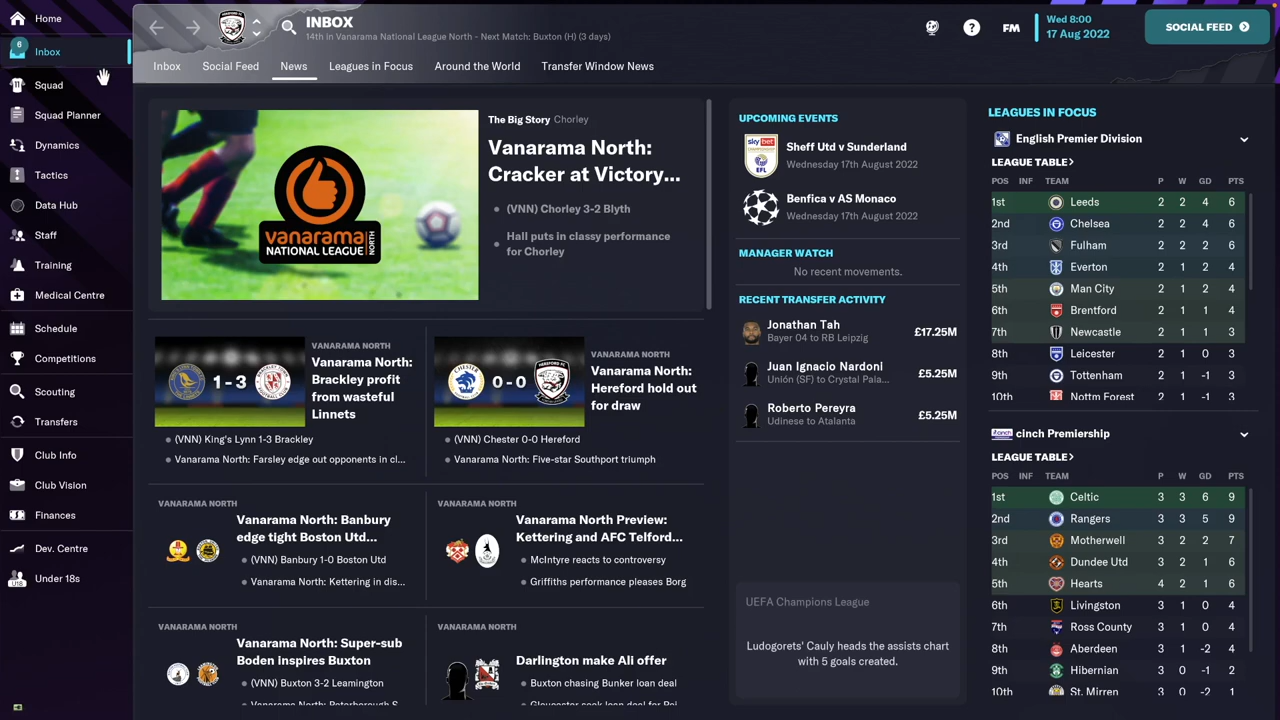 Home
6
Inbox
Squad
Squad Planner
Dynamics
Tactics
Data Hub
Staff
Training
Medical Centre
Schedule
Competitions
Scouting
Transfers
Club Info
Club Vision
Finances
Dev. Centre
U18
Under 18s
INBOX
14th in Vanarama National League North - Next Match: Buxton (H) (3 days)
?
FM
Wed 8:00
17 Aug 2022
SOCIAL FEED
Inbox Social Feed News Leagues in Focus Around the World Transfer Window News
vanarama
NATIONAL LEAGUE NORTH
The Big Story Chorley
Vanarama North:
Cracker at Victory...
(VNN) Chorley 3-2 Blyth
Hall puts in classy performance
for Chorley
1 - 3
VANARAMA NORTH
Vanarama North:
Brackley profit
from wasteful
Linnets
(VNN) King's Lynn 1-3 Brackley
Vanarama North: Farsley edge out opponents in cl...
CHESTER
0 - 0
HEREFORD FC
VANARAMA NORTH
Vanarama North:
Hereford hold out
for draw
(VNN) Chester 0-0 Hereford
Vanarama North: Five-star Southport triumph
VANARAMA NORTH
Vanarama North: Banbury
edge tight Boston Utd...
(VNN) Banbury 1-0 Boston Utd
Vanarama North: Kettering in dis...
VANARAMA NORTH
Vanarama North Preview:
Kettering and AFC Telford...
McIntyre reacts to controversy
Griffiths performance pleases Borg
VANARAMA NORTH
Vanarama North: Super-sub
Boden inspires Buxton
(VNN) Buxton 3-2 Leamington
Vanarama North: Peterborough S...
VANARAMA NORTH
Darlington make Ali offer
Buxton chasing Bunker loan deal
UPCOMING EVENTS
sky bet
CHAMPIONSHIP
EFL
Sheff Utd v Sunderland
Wednesday 17th August 2022
Benfica v AS Monaco
Wednesday 17th August 2022
MANAGER WATCH
No recent movements.
RECENT TRANSFER ACTIVITY
Jonathan Tah
Bayer 04 to RB Leipzig
£17.25M
Juan Ignacio Nardoni
Unión (SF) to Crystal Pala...
£5.25M
Roberto Pereyra
Udinese to Atalanta
£5.25M
UEFA Champions League
Ludogorets' Cauly heads the assists chart
with 5 goals created.
LEAGUES IN FOCUS
English Premier Division
LEAGUE TABLE>
POS INF TEAM P W GD PTS
1st Leeds 2 2 4 6
2nd Chelsea 2 2 4 6
3rd Fulham 2 2 2 6
4th Everton 2 1 2 4
5th Man City 2 1 2 4
6th Brentford 2 1 1 4
7th Newcastle 2 1 1 3
8th Leicester 2 1 0 3
9th Tottenham 2 1 -1 3
10th Nottm Forest 2 1 -1 3
cinch cinch Premiership
LEAGUE TABLE>
POS INF TEAM P W GD PTS
1st Celtic 3 3 6 9
2nd Rangers 3 3 5 9
3rd Motherwell 3 2 2 7
4th Dundee Utd 3 2 1 6
5th Hearts 4 2 1 6
6th Livingston 3 1 0 4
7th Ross County 3 1 0 4
8th Aberdeen 3 1 -2 4
9th Hibernian 3 0 -1 2
10th St. Mirren 3 0 -2 1